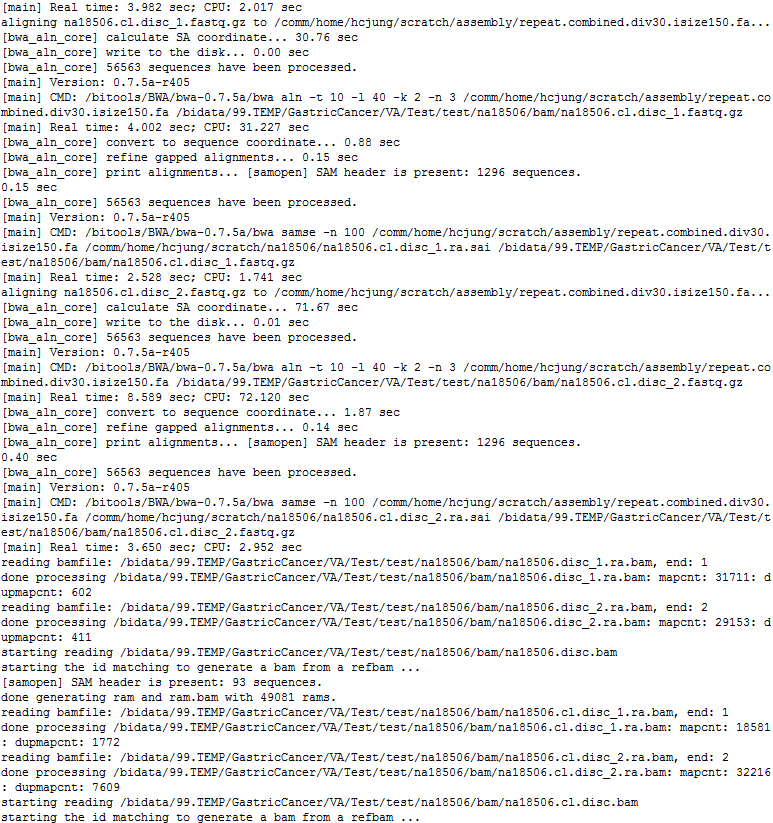 [main] Real time: 3.982 sec; CPU: 2.017 sec
aligning na18506.cl.disc_1.fastq.gz to /comm/home/hcjung/scratch/assembly/repeat.combined.div30.isize150.fa...
[bwa_aln_core] calculate SA coordinate... 30.76 sec
[bwa_aln_core] write to the disk... 0.00 sec
[bwa_aln_core] 56563 sequences have been processed.
[main] Version: 0.7.5a-r405
[main] CMD: /bitools/BWA/bwa-0.7.5a/bwa aln -t 10 -l 40 -k 2 -n 3 /comm/home/hcjung/scratch/assembly/repeat.co
mbined.div30.isize150.fa /bidata/99.TEMP/GastricCancer/VA/Test/test/na18506/bam/na18506.cl.disc_1.fastq.gz
[main] Real time: 4.002 sec; CPU: 31.227 sec
[bwa_aln_core] convert to sequence coordinate... 0.88 sec
[bwa_aln_core] refine gapped alignments... 0.15 sec
[bwa_aln_core] print alignments... [samopen] SAM header is present: 1296 sequences.
0.15 sec
[bwa_aln_core] 56563 sequences have been processed.
[main] Version: 0.7.5a-r405
[main] CMD: /bitools/BWA/bwa-0.7.5a/bwa samse -n 100 /comm/home/hcjung/scratch/assembly/repeat.combined.div30.
isize150.fa /comm/home/hcjung/scratch/na18506/na18506.cl.disc_1.ra.sai /bidata/99.TEMP/GastricCancer/VA/Test/t
est/na18506/bam/na18506.cl.disc_1.fastq.gz
[main] Real time: 2.528 sec; CPU: 1.741 sec
aligning na18506.cl.disc_2.fastq.gz to /comm/home/hcjung/scratch/assembly/repeat.combined.div30.isize150.fa...
[bwa_aln_core] calculate SA coordinate... 71.67 sec
[bwa_aln_core] write to the disk... 0.01 sec
[bwa_aln_core] 56563 sequences have been processed.
[main] Version: 0.7.5a-r405
[main] CMD: /bitools/BWA/bwa-0.7.5a/bwa aln -t 10 -l 40 -k 2 -n 3 /comm/home/hcjung/scratch/assembly/repeat.co
mbined.div30.isize150.fa /bidata/99.TEMP/GastricCancer/VA/Test/test/na18506/bam/na18506.cl.disc_2.fastq.gz
[main] Real time: 8.589 sec; CPU: 72.120 sec
[bwa_aln_core] convert to sequence coordinate... 1.87 sec
[bwa_aln_core] refine gapped alignments... 0.14 sec
[bwa_aln_core] print alignments... [samopen] SAM header is present: 1296 sequences.
0.40 sec
[bwa_aln_core] 56563 sequences have been processed.
[main] Version: 0.7.5a-r405
[main] CMD: /bitools/BWA/bwa-0.7.5a/bwa samse -n 100 /comm/home/hcjung/scratch/assembly/repeat.combined.div30.
isize150.fa /comm/home/hcjung/scratch/na18506/na18506.cl.disc_2.ra.sai /bidata/99.TEMP/GastricCancer/VA/Test/t
est/na18506/bam/na18506.cl.disc_2.fastq.gz
[main] Real time: 3.650 sec; CPU: 2.952 sec
reading bamfile: /bidata/99.TEMP/GastricCancer/VA/Test/test/na18506/bam/na18506.disc_1.ra.bam, end: 1
done processing /bidata/99.TEMP/GastricCancer/VA/Test/test/na18506/bam/na18506.disc_1.ra.bam: mapcnt: 31711: d
upmapcnt: 602
reading bamfile: /bidata/99.TEMP/GastricCancer/VA/Test/test/na18506/bam/na18506.disc_2.ra.bam, end: 2
done processing /bidata/99.TEMP/GastricCancer/VA/Test/test/na18506/bam/na18506.disc_2.ra.bam: mapcnt: 29153: d
upmapcnt: 411
starting reading /bidata/99.TEMP/GastricCancer/VA/Test/test/na18506/bam/na18506.disc.bam
starting the id matching to generate a bam from a refbam ...
[samopen] SAM header is present: 93 sequences.
done generating ram and ram.bam with 49081 rams.
reading bamfile: /bidata/99.TEMP/GastricCancer/VA/Test/test/na18506/bam/na18506.cl.disc_1.ra.bam, end: 1
done processing /bidata/99.TEMP/GastricCancer/VA/Test/test/na18506/bam/na18506.cl.disc_1.ra.bam: mapcnt: 18581
: dupmapcnt: 1772
reading bamfile: /bidata/99.TEMP/GastricCancer/VA/Test/test/na18506/bam/na18506.cl.disc_2.ra.bam, end: 2
done processing /bidata/99.TEMP/GastricCancer/VA/Test/test/na18506/bam/na18506.cl.disc_2.ra.bam: mapcnt: 32216
: dupmapcnt: 7609
starting reading /bidata/99.TEMP/GastricCancer/VA/Test/test/na18506/bam/na18506.cl.disc.bam
starting the id matching to generate a bam from a refbam ...